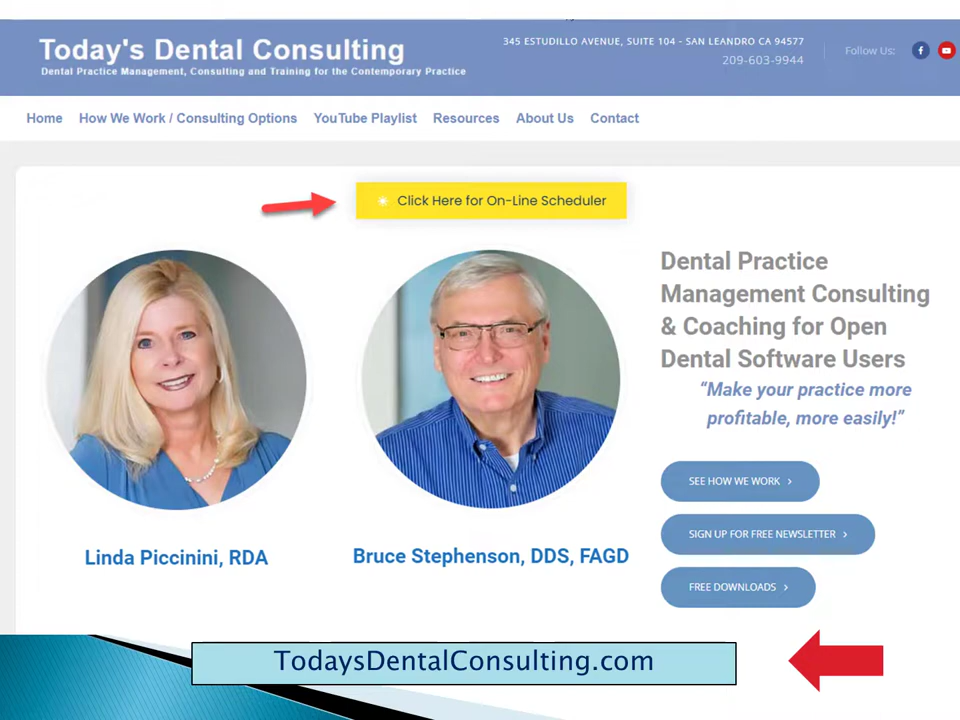 Today's Dental Consulting
Dental Practice Management, Consulting and Training for the Contemporary Practice
345 ESTUDILLO AVENUE, SUITE 104 - SAN LEANDRO CA 94577
209-603-9944
Follow Us:
Home How We Work / Consulting Options YouTube Playlist Resources About Us Contact
Click Here for On-Line Scheduler
Dental Practice
Management Consulting
& Coaching for Open
Dental Software Users
“Make your practice more
profitable, more easily!”
SEE HOW WE WORK >
SIGN UP FOR FREE NEWSLETTER >
FREE DOWNLOADS >
Linda Piccinini, RDA
Bruce Stephenson, DDS, FAGD
TodaysDentalConsulting.com